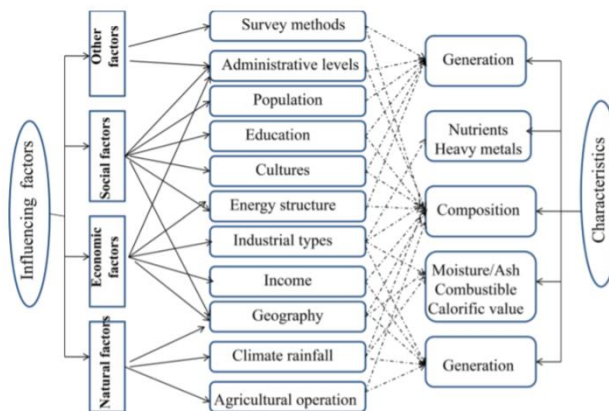 Influencing factors
Other
factors
Social factors
Economic
factors
Natural factors
Survey methods
Administrative levels
Population
Education
Cultures
Energy structure
Industrial types
Income
Geography
Climate rainfall
Agricultural operation
Generation
Nutrients
Heavy metals
Composition
Moisture/Ash
Combustible
Calorific value
Generation
Characteristics